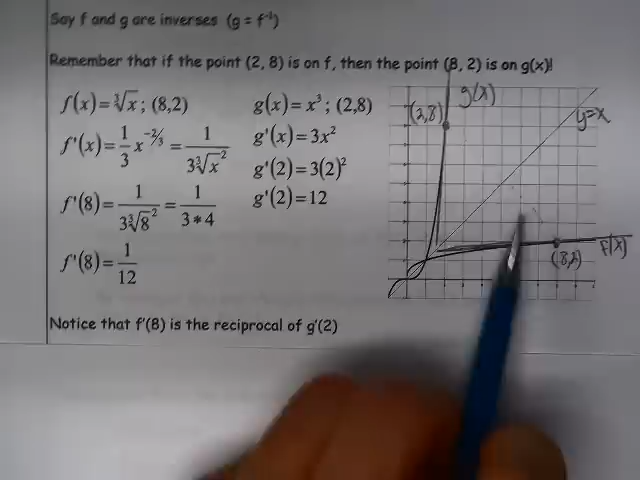 Say f and g are inverses (g = f⁻¹)
Remember that if the point (2, 8) is on f, then the point (8, 2) is on g(x)!
f(x) = ∛x ; (8,2)
f'(x) = 1/3 x^(-2/3) = 1/(3∛x²)
f'(8) = 1/(3∛8²) = 1/(3*4)
f'(8) = 1/12
g(x) = x³ ; (2,8)
g'(x) = 3x²
g'(2) = 3(2)²
g'(2) = 12
g(x)
(2,8)
y=x
f(x)
(8,2)
Notice that f'(8) is the reciprocal of g'(2)